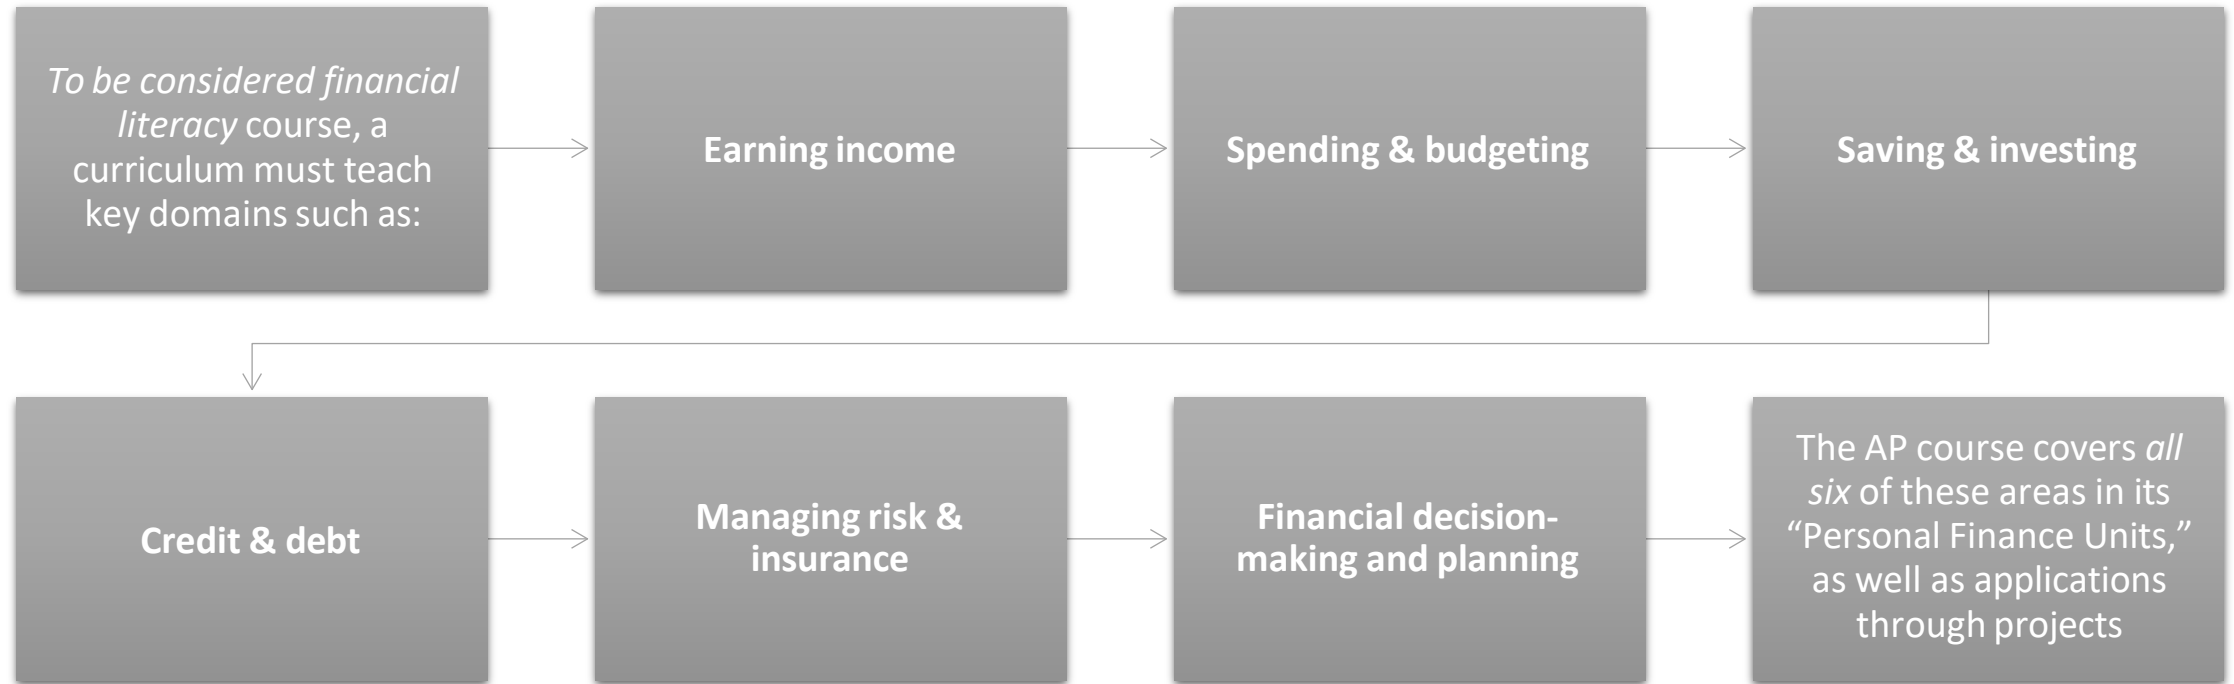 To be considered financial
literacy course, a
curriculum must teach
key domains such as:
Earning income
Spending & budgeting
Saving & investing
Credit & debt
Managing risk &
insurance
Financial decision-
making and planning
The AP course covers all
six of these areas in its
“Personal Finance Units,”
as well as applications
through projects